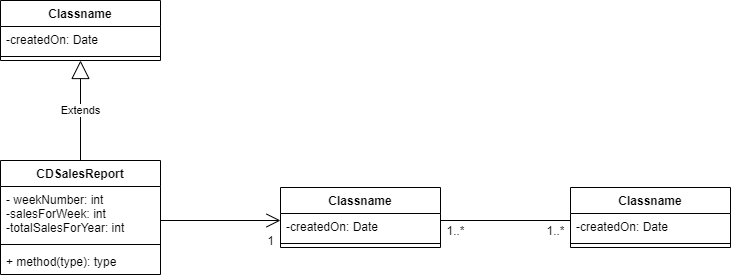 Classname
-createdOn: Date
Extends
CDSalesReport
- weekNumber: int
-salesForWeek: int
-totalSalesForYear: int
+ method(type): type
1
Classname
-createdOn: Date
1..*
1..*
Classname
-createdOn: Date